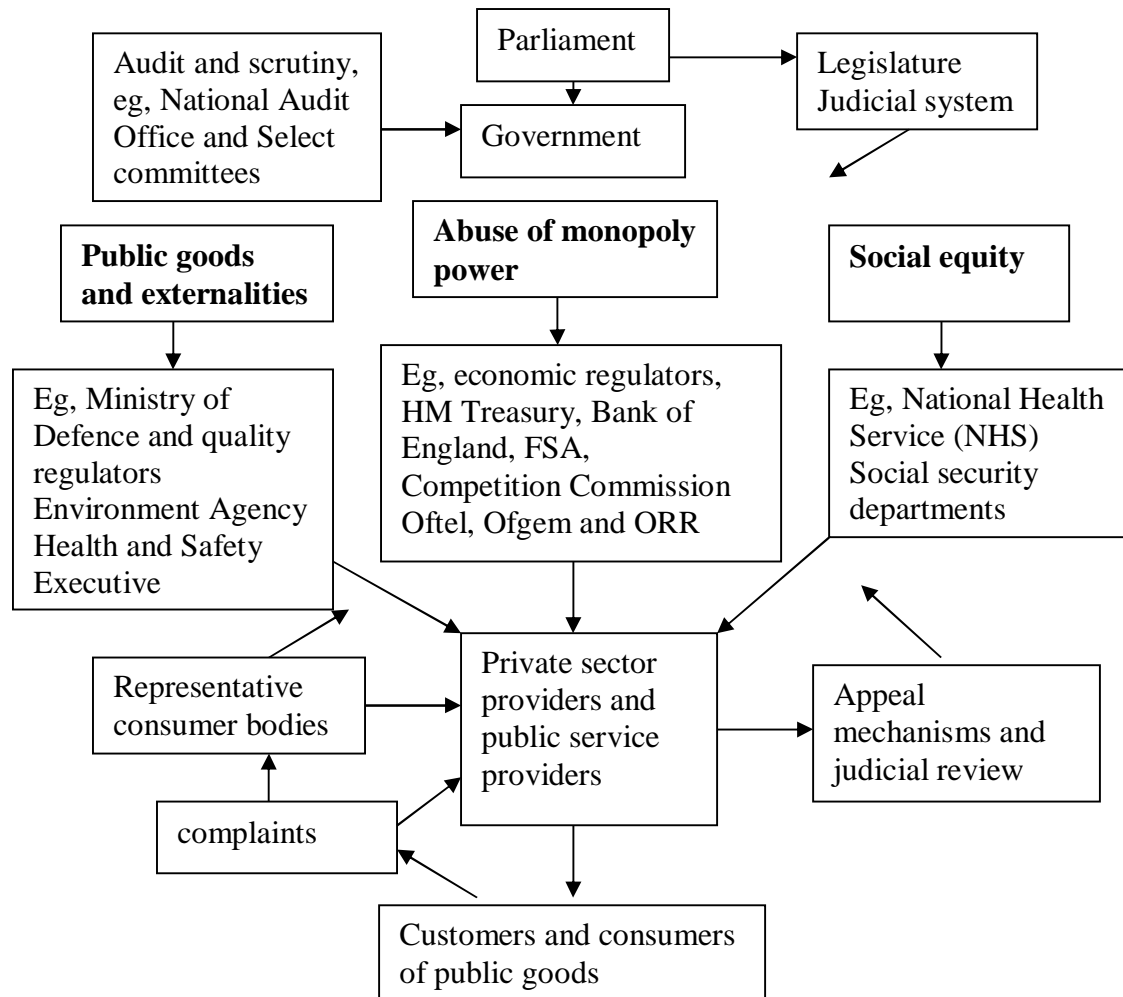 Parliament
Audit and scrutiny,
eg, National Audit
Office and Select
committees
Legislature
Judicial system
Government
Public goods
and externalities
Abuse of monopoly
power
Social equity
Eg, Ministry of
Defence and quality
regulators
Environment Agency
Health and Safety
Executive
Eg, economic regulators,
HM Treasury, Bank of
England, FSA,
Competition Commission
Oftel, Ofgem and ORR
Eg, National Health
Service (NHS)
Social security
departments
Representative
consumer bodies
Private sector
providers and
public service
providers
Appeal
mechanisms and
judicial review
complaints
Customers and consumers
of public goods